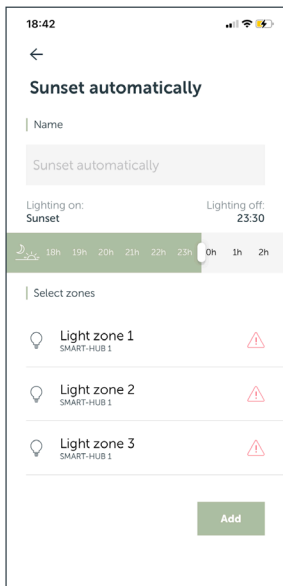 18:42
Sunset automatically
Name
Sunset automatically
Lighting on:
Sunset
Lighting off:
23:30
18h 19h 20h 21h 22h 23h 0h 1h 2h
Select zones
Light zone 1
SMART-HUB 1
Light zone 2
SMART-HUB 1
Light zone 3
SMART-HUB 1
Add